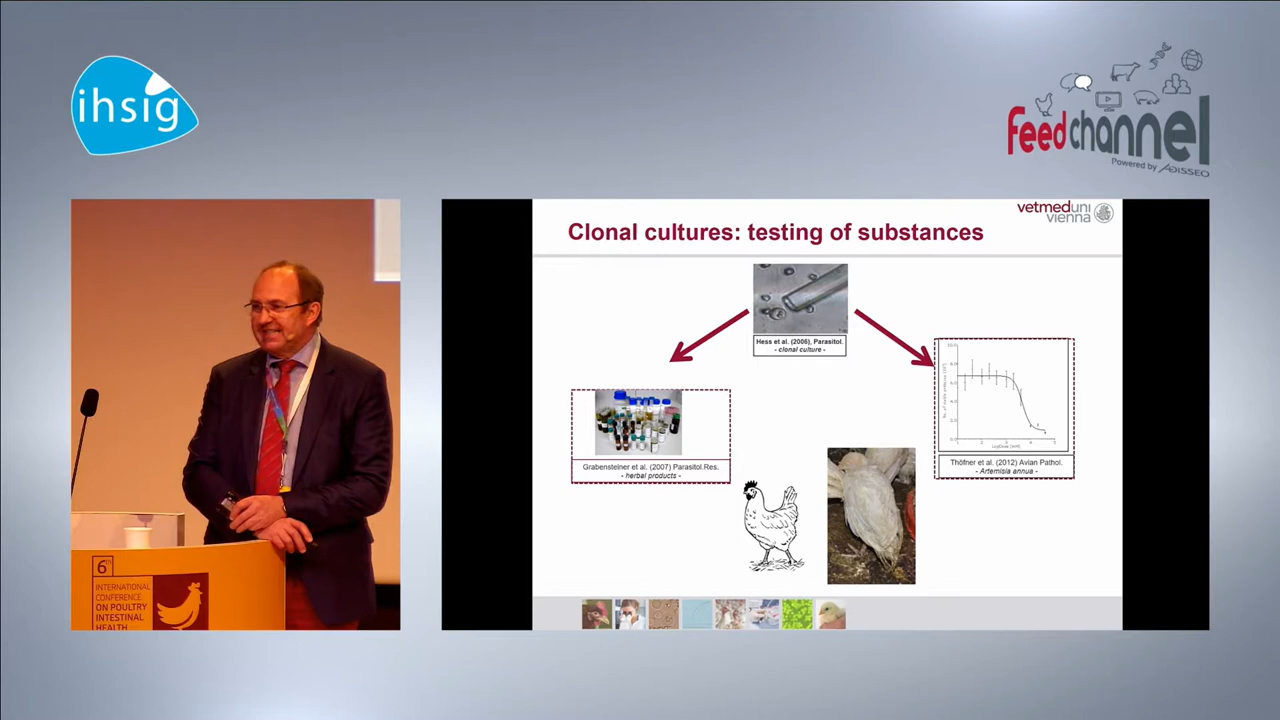 ihsig
feedchannel
Powered by ADISSEO
vetmeduni
vienna
Clonal cultures: testing of substances
Hess et al. (2006), Parasitol.
- clonal culture -
Grabensteiner et al. (2007) Parasitol.Res.
- herbal products -
Thöfner et al. (2012) Avian Pathol.
- Artemisia annua -
6th
INTERNATIONAL
CONFERENCE
ON POULTRY
INTESTINAL
HEALTH